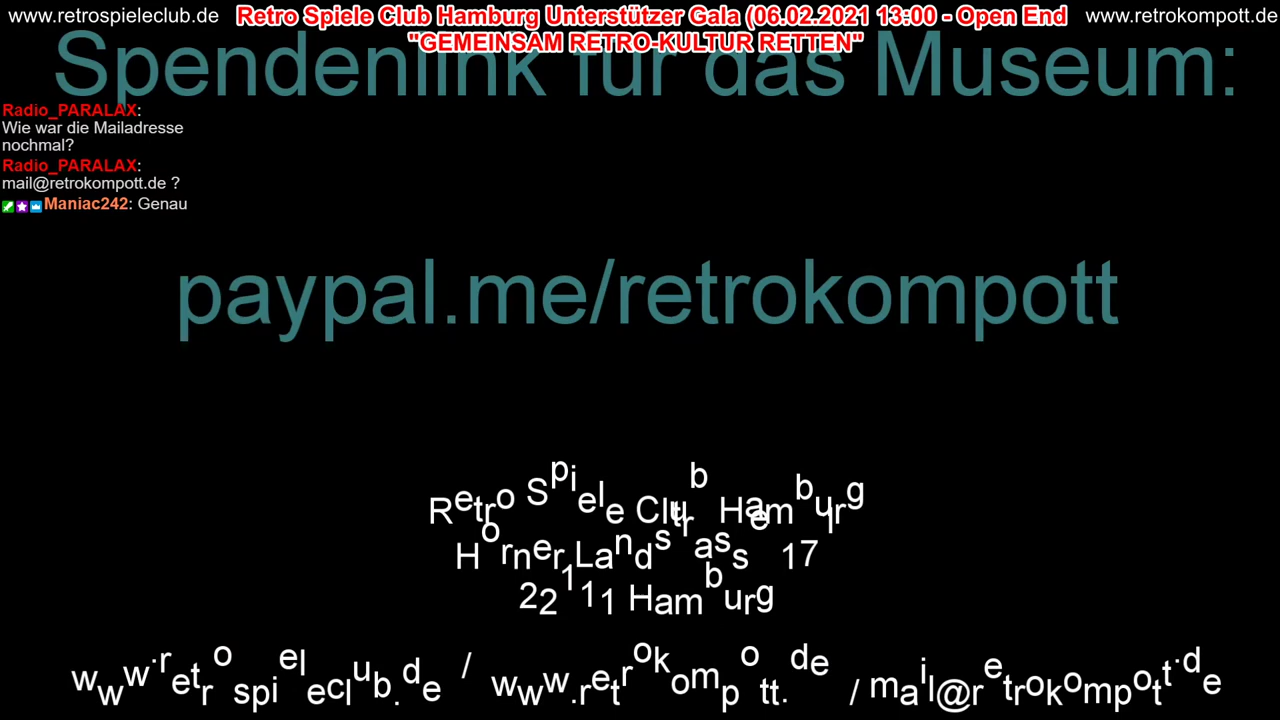 www.retrospieleclub.de
Retro Spiele Club Hamburg Unterstützer Gala (06.02.2021 13:00 - Open End
www.retrokompott.de
"GEMEINSAM RETRO-KULTUR RETTEN"
Spendenlink für das Museum:
Radio_PARALAX:
Wie war die Mailadresse
nochmal?
Radio_PARALAX:
mail@retrokompott.de ?
Maniac242: Genau
paypal.me/retrokompott
Retro Spiele Club Hamburg
Horner Landstrasse 17
22111 Hamburg
www.retrospieleclub.de / www.retrokompott.de / mail@retrokompott.de